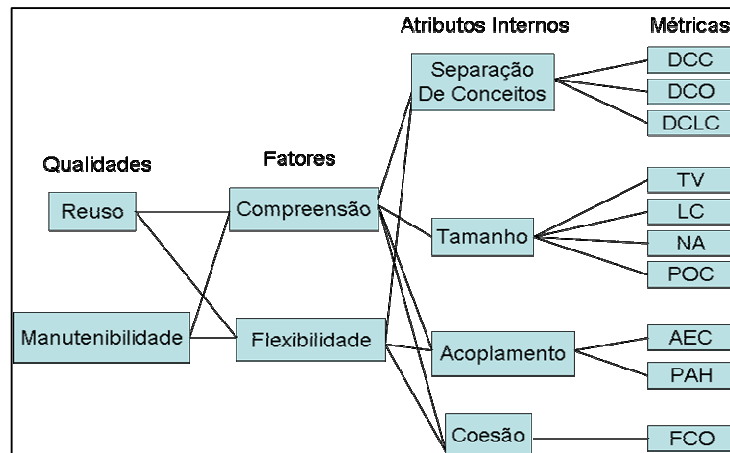 Atributos Internos
Métricas
Qualidades
Fatores
Reuso
Manutenibilidade
Compreensão
Flexibilidade
Separação
De Conceitos
Tamanho
Acoplamento
Coesão
DCC
DCO
DCLC
TV
LC
NA
POC
AEC
PAH
FCO